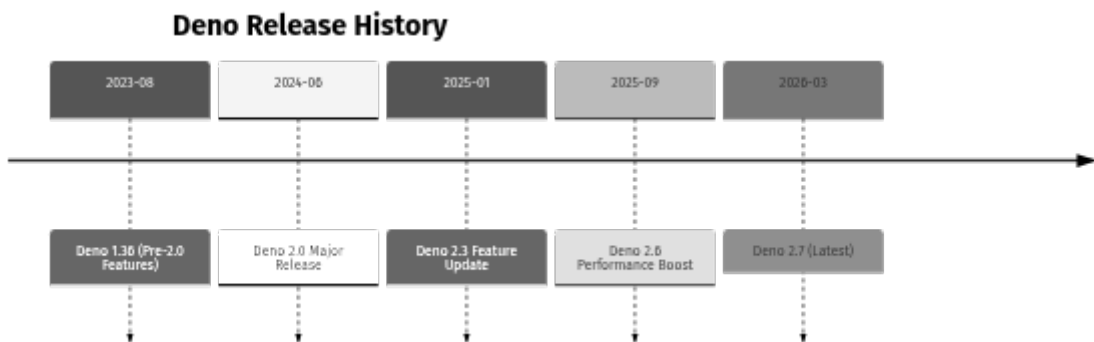 Deno Release History
2023-08
2024-06
2025-01
2025-09
2026-03
Deno 1.36 (Pre-2.0
Features)
Deno 2.0 Major
Release
Deno 2.3 Feature
Update
Deno 2.6
Performance Boost
Deno 2.7 (Latest)